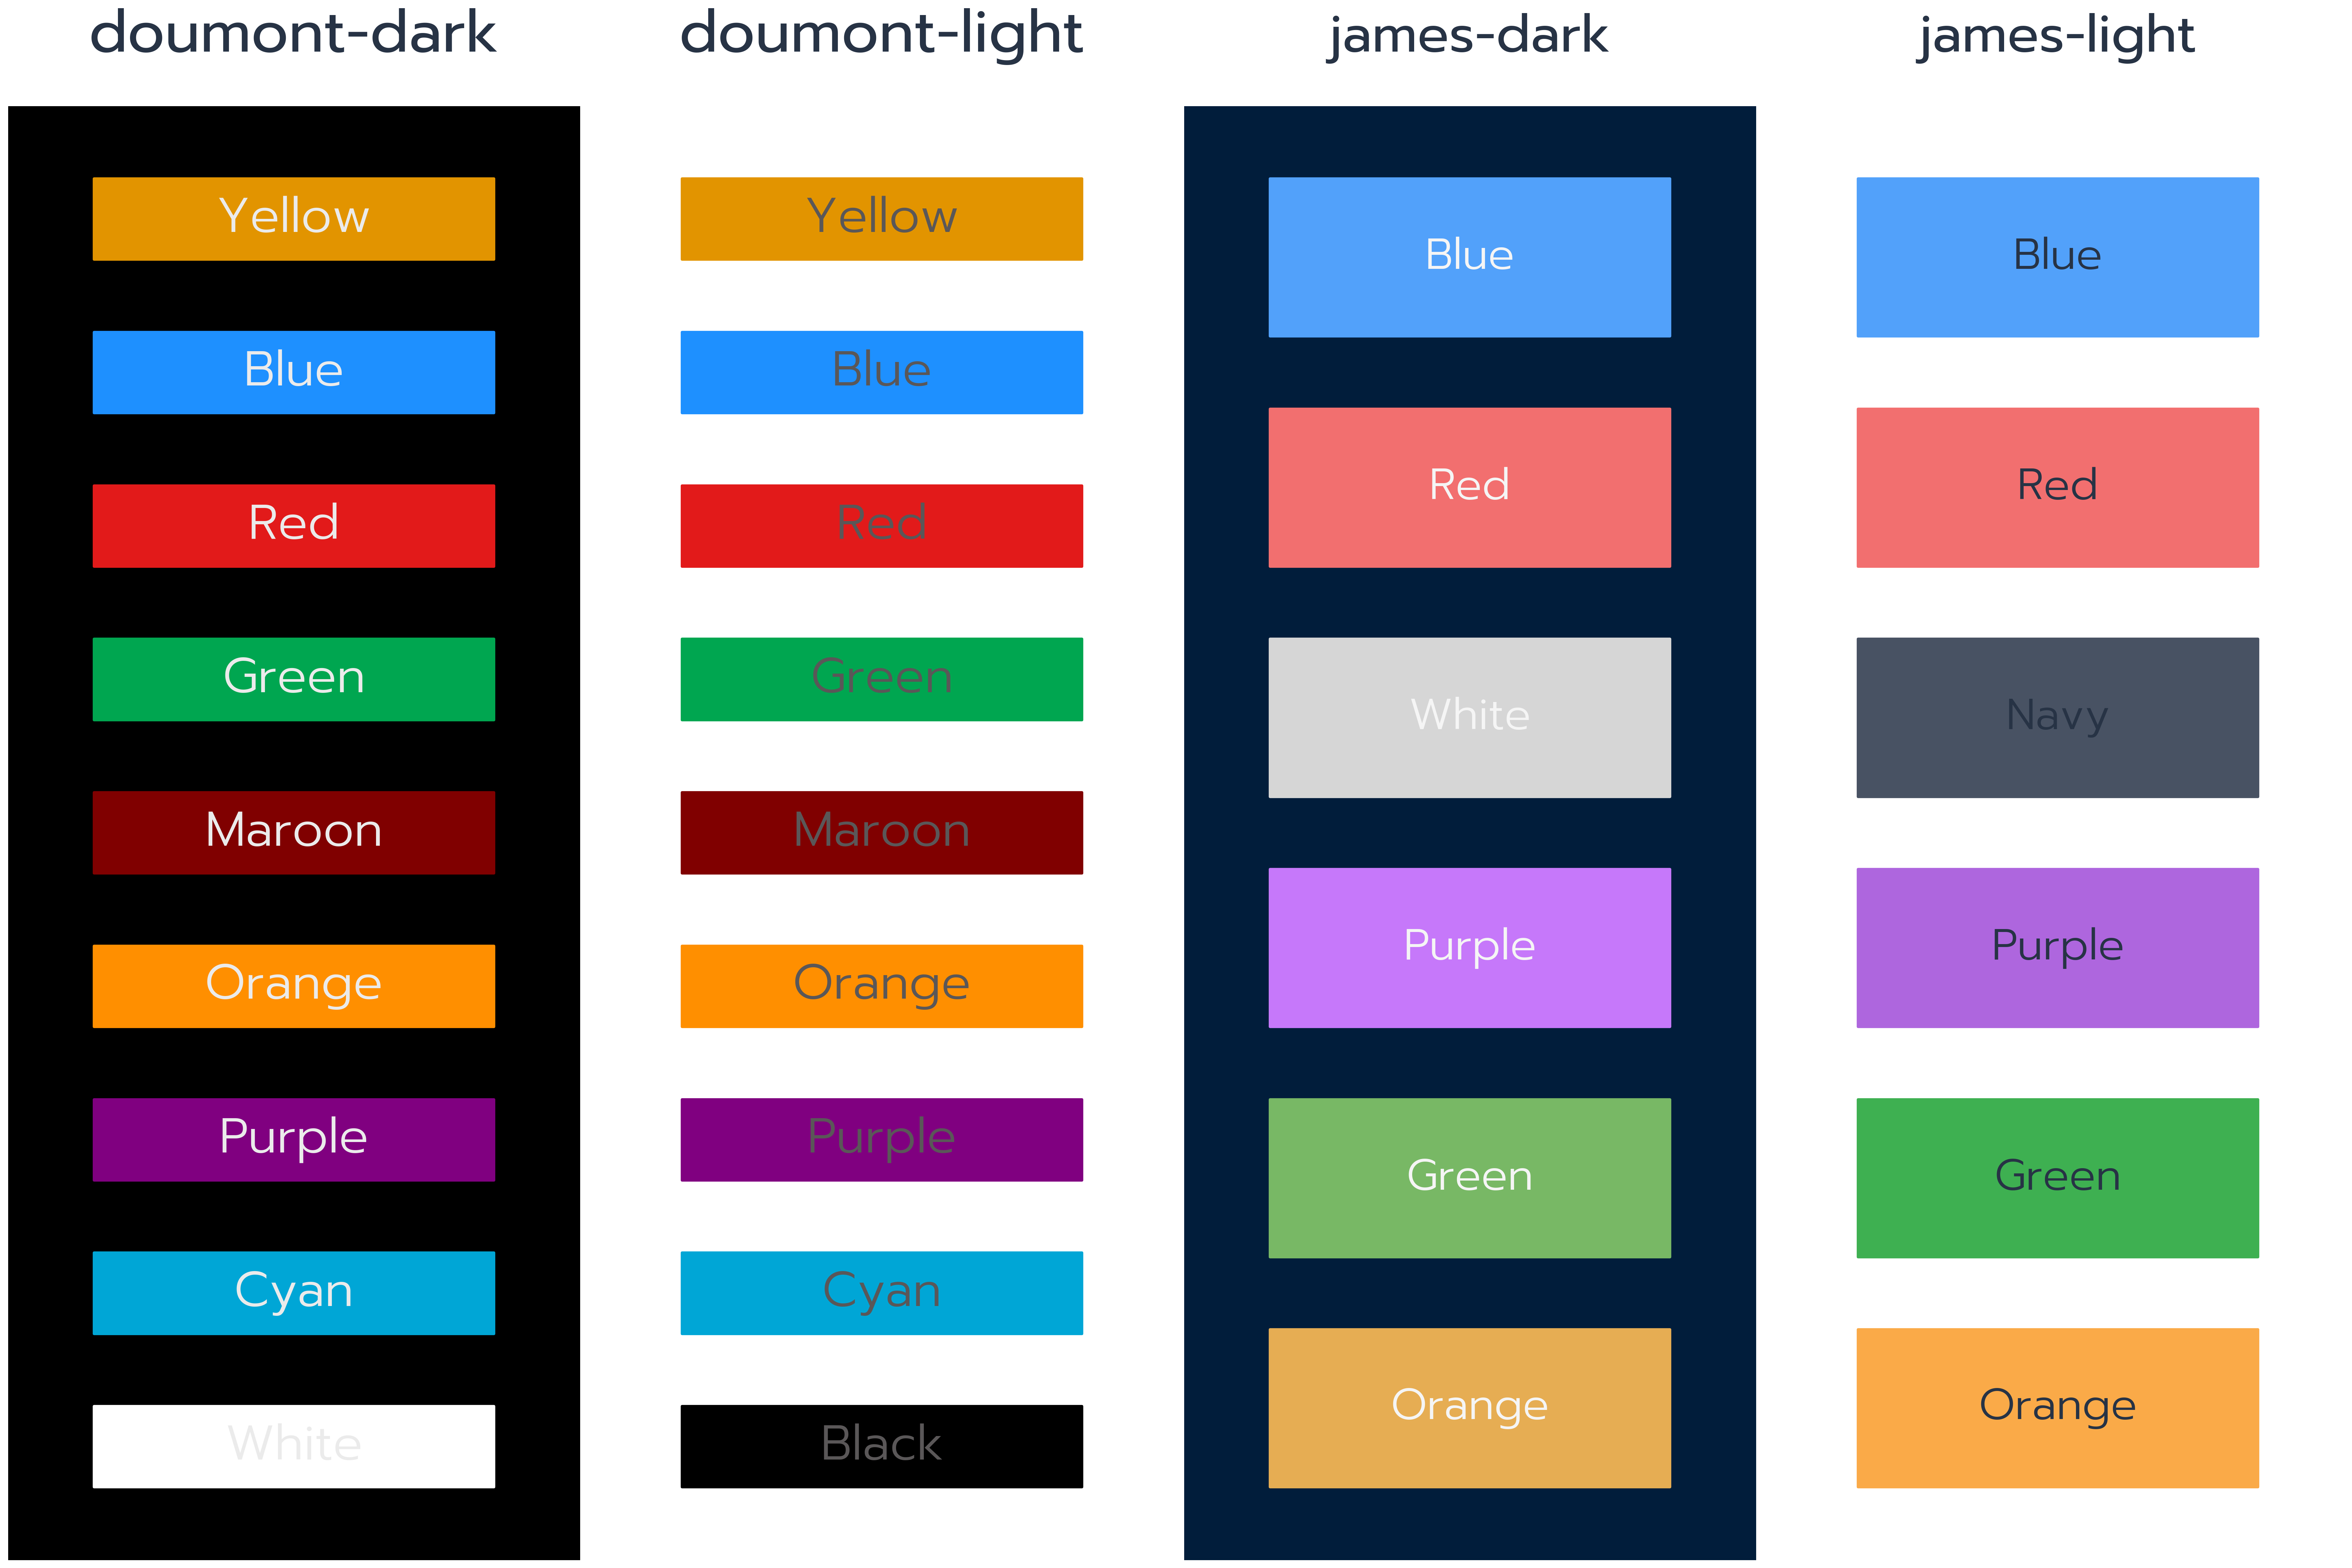 doumont-dark
Yellow
Blue
Red
Green
Maroon
Orange
Purple
Cyan
White
doumont-light
Yellow
Blue
Red
Green
Maroon
Orange
Purple
Cyan
Black
james-dark
Blue
Red
White
Purple
Green
Orange
james-light
Blue
Red
Navy
Purple
Green
Orange